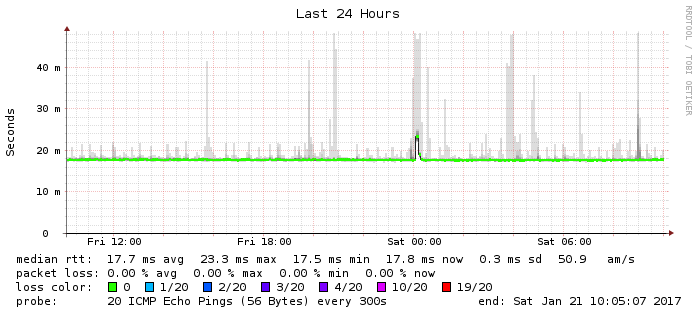 Last 24 Hours
RRDTOOL / TOBI OETIKER
Seconds
40 m
30 m
20 m
10 m
0
Fri 12:00 Fri 18:00 Sat 00:00 Sat 06:00
median rtt: 17.7 ms avg 23.3 ms max 17.5 ms min 17.8 ms now 0.3 ms sd 50.9 am/s
packet loss: 0.00 % avg 0.00 % max 0.00 % min 0.00 % now
loss color: 0 1/20 2/20 3/20 4/20 10/20 19/20
probe: 20 ICMP Echo Pings (56 Bytes) every 300s end: Sat Jan 21 10:05:07 2017